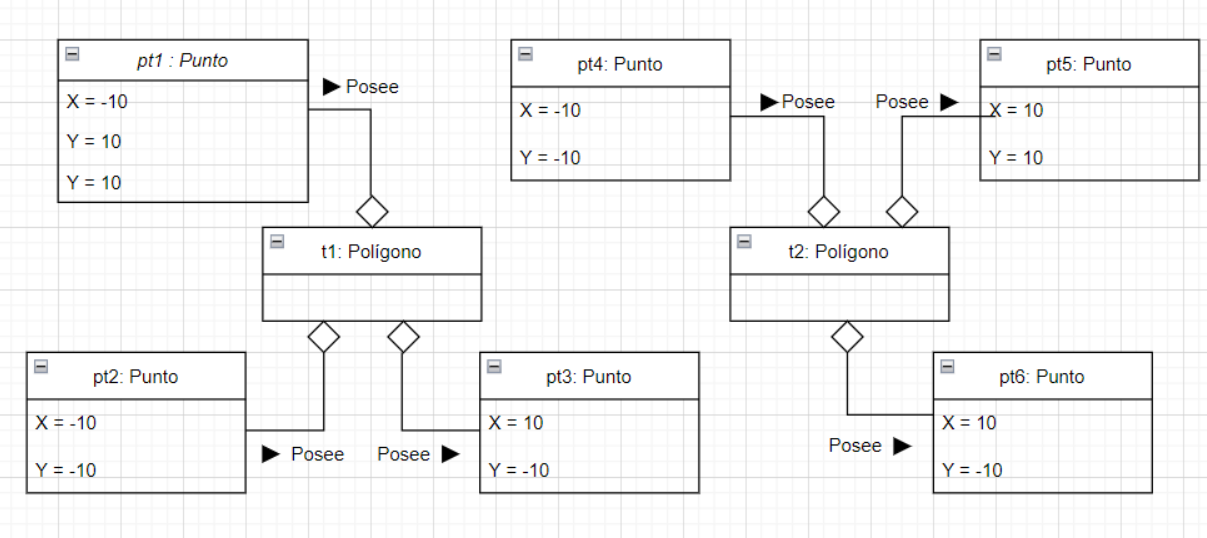 pt1 : Punto
X = -10
Y = 10
Y = 10
Posee
pt4: Punto
X = -10
Y = -10
Posee
Posee
pt5: Punto
X = 10
Y = 10
t1: Polígono
t2: Polígono
pt2: Punto
X = -10
Y = -10
Posee
Posee
pt3: Punto
X = 10
Y = -10
Posee
pt6: Punto
X = 10
Y = -10